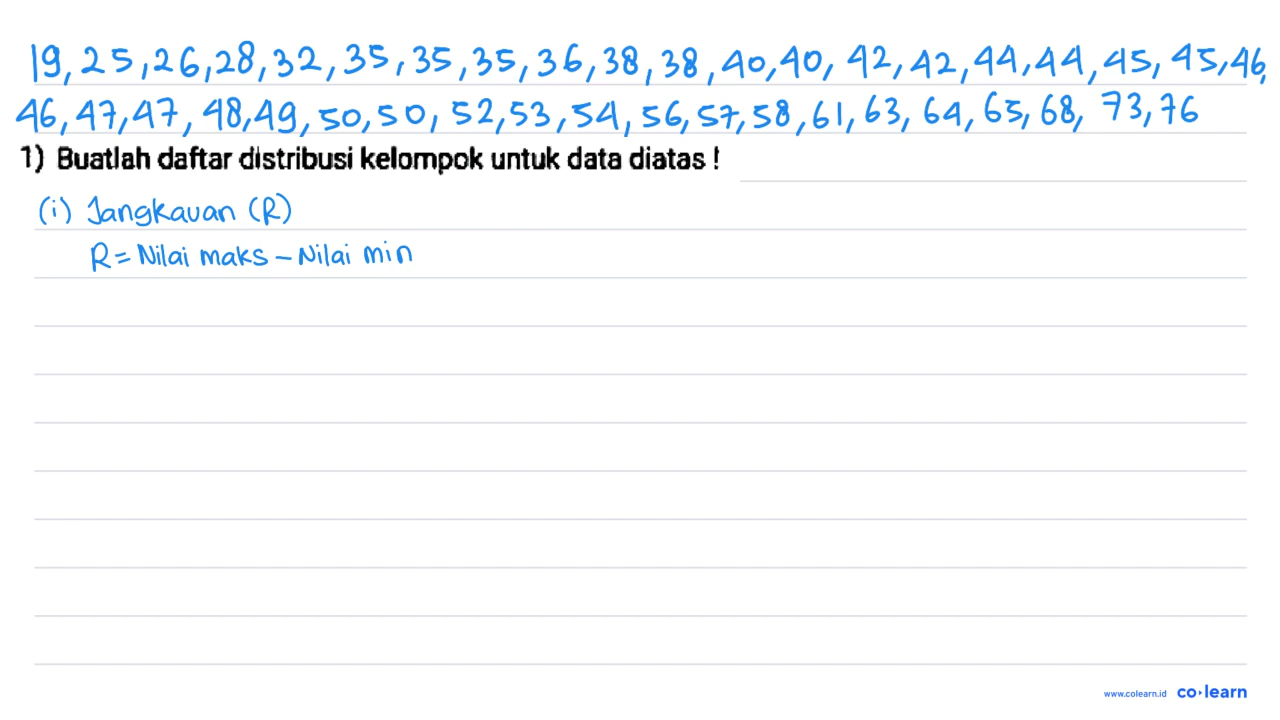 19, 25, 26, 28, 32, 35, 35, 35, 36, 38, 38, 40, 40, 42, 42, 44, 44, 45, 45, 46,
46, 47, 47, 48, 49, 50, 50, 52, 53, 54, 56, 57, 58, 61, 63, 64, 65, 68, 73, 76
1) Buatlah daftar distribusi kelompok untuk data diatas !
(i) Jangkauan (R)
R = Nilai maks - Nilai min
www.colearn.id co·learn